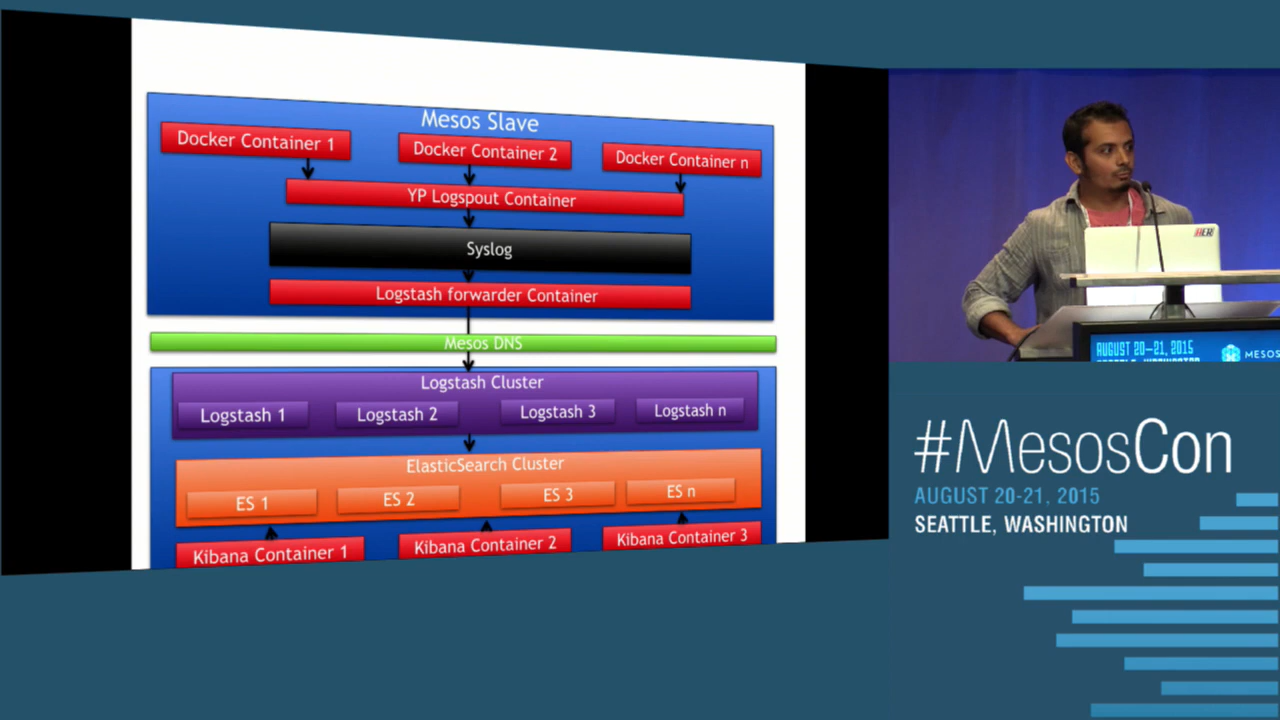 Mesos Slave
Docker Container 1
Docker Container 2
Docker Container n
YP Logspout Container
Syslog
Logstash forwarder Container
Mesos DNS
Logstash Cluster
Logstash 1
Logstash 2
Logstash 3
Logstash n
ElasticSearch Cluster
ES 1
ES 2
ES 3
ES n
Kibana Container 1
Kibana Container 2
Kibana Container 3
AUGUST 20-21, 2015
MESOS
#MesosCon
AUGUST 20-21, 2015
SEATTLE, WASHINGTON